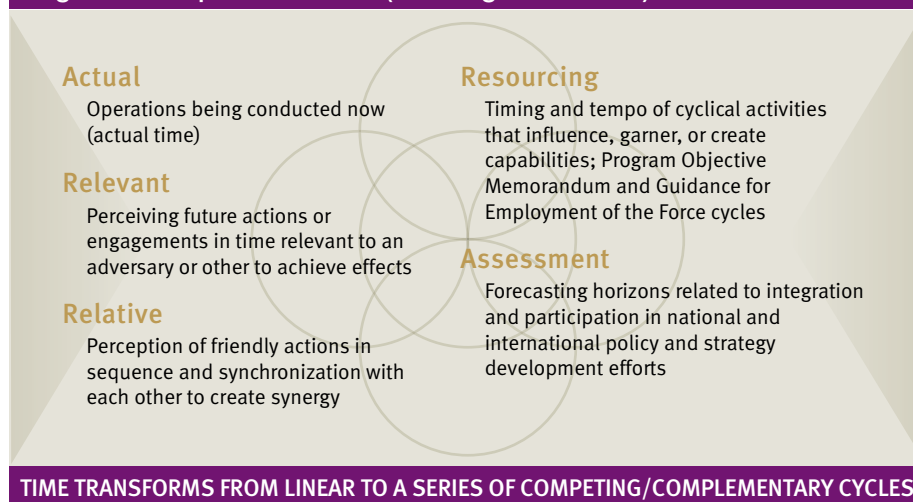 Actual
Operations being conducted now
(actual time)
Relevant
Perceiving future actions or
engagements in time relevant to an
adversary or other to achieve effects
Relative
Perception of friendly actions in
sequence and synchronization with
each other to create synergy
Resourcing
Timing and tempo of cyclical activities
that influence, garner, or create
capabilities; Program Objective
Memorandum and Guidance for
Employment of the Force cycles
Assessment
Forecasting horizons related to integration
and participation in national and
international policy and strategy
development efforts
TIME TRANSFORMS FROM LINEAR TO A SERIES OF COMPETING/COMPLEMENTARY CYCLES